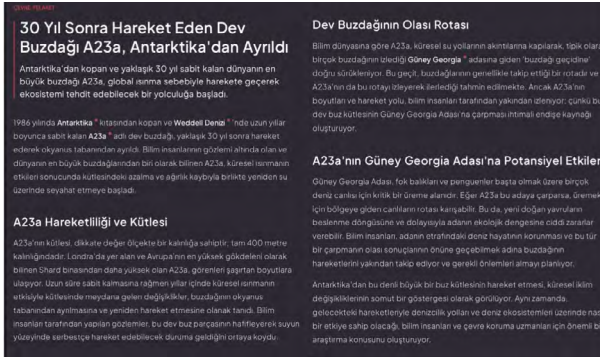 ÇEVRE FELAKET
30 Yıl Sonra Hareket Eden Dev
Buzdağı A23a, Antarktika'dan Ayrıldı
Antarktika'dan kopan ve yaklaşık 30 yıl sabit kalan dünyanın en
büyük buzdağı A23a, global ısınma sebebiyle harekete geçerek
ekosistemi tehdit edebilecek bir yolculuğa başladı.
1986 yılında Antarktika * kıtasından kopan ve Weddell Denizi * 'nde uzun yıllar
boyunca sabit kalan A23a * adlı dev buzdağı, yaklaşık 30 yıl sonra hareket
ederek okyanus tabanından ayrıldı. Bilim insanlarının gözlemi altında olan ve
dünyanın en büyük buzdağlarından biri olarak bilinen A23a, küresel ısınmanın
etkileri sonucunda kütlesindeki azalma ve ağırlık kaybıyla birlikte yeniden su
üzerinde seyahat etmeye başladı.
A23a Hareketliliği ve Kütlesi
A23a'nın kütlesi, dikkate değer ölçekte bir kalınlığa sahiptir; tam 400 metre
kalınlığındadır. Londra'da yer alan ve Avrupa'nın en yüksek gökdeleni olarak
bilinen Shard binasından daha yüksek olan A23a, görenleri şaşırtan boyutlara
ulaşıyor. Uzun süre sabit kalmasına rağmen yıllar içinde küresel ısınmanın
etkisiyle kütlesinde meydana gelen değişiklikler, buzdağının okyanus
tabanından ayrılmasına ve yeniden hareket etmesine olanak tanıdı. Bilim
insanları tarafından yapılan gözlemler, bu dev buz parçasının hafifleyerek suyun
yüzeyinde serbestçe hareket edebilecek duruma geldiğini ortaya koydu.
Dev Buzdağının Olası Rotası
Bilim dünyasına göre A23a, küresel su yollarının akıntılarına kapılarak, tipik olara
birçok buzdağının izlediği Güney Georgia * adasına giden 'buzdağı geçidine'
doğru sürükleniyor. Bu geçit, buzdağlarının genellikle takip ettiği bir rotadır ve
A23a'nın da bu rotayı izleyerek ilerlediği tahmin edilmekte. Ancak A23a'nın
boyutları ve hareket yolu, bilim insanları tarafından yakından izleniyor; çünkü bu
dev buz kütlesinin Güney Georgia Adası'na çarpması ihtimali endişe kaynağı
oluşturuyor.
A23a'nın Güney Georgia Adası'na Potansiyel Etkiler
Güney Georgia Adası, fok balıkları ve penguenler başta olmak üzere birçok
deniz canlısı için kritik bir üreme alanıdır. Eğer A23a bu adaya çarparsa, üremek
için bölgeye giden canlıların rotası karışabilir. Bu da, yeni doğan yavruların
beslenme döngüsüne ve dolayısıyla adanın ekolojik dengesine ciddi zararlar
verebilir. Bilim insanları, adanın etrafındaki deniz hayatının korunması ve bu tür
bir çarpmanın olası sonuçlarının önüne geçebilmek adına buzdağının
hareketlerini yakından takip ediyor ve gerekli önlemleri almayı planlıyor.
Antarktika'dan bu denli büyük bir buz kütlesinin hareket etmesi, küresel iklim
değişikliklerinin somut bir göstergesi olarak görülüyor. Aynı zamanda,
gelecekteki hareketleriyle denizcilik yolları ve deniz ekosistemleri üzerinde nas
bir etkiye sahip olacağı, bilim insanları ve çevre koruma uzmanları için önemli bi
araştırma konusunu oluşturuyor.